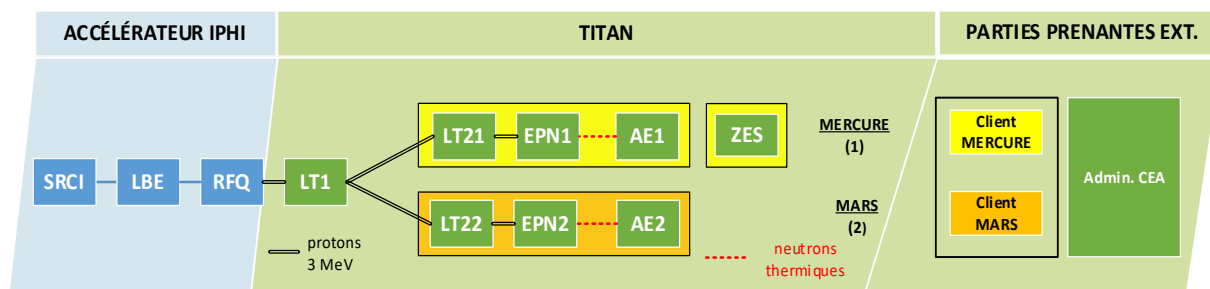 ACCÉLÉRATEUR IPHI
TITAN
PARTIES PRENANTES EXT.
LT21
EPN1
AE1
ZES
MERCURE
(1)
Client
MERCURE
SRCI
LBE
RFQ
LT1
Admin. CEA
LT22
EPN2
AE2
MARS
(2)
Client
MARS
protons
3 MeV
neutrons
thermiques